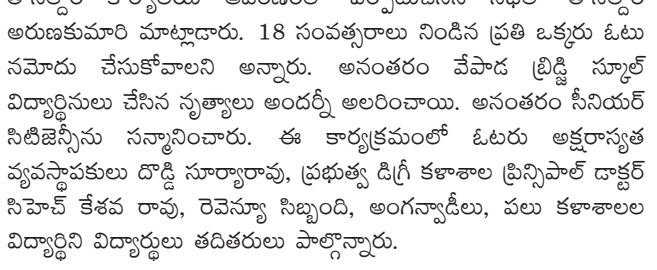 అరుణకుమారి మాట్లాడారు. 18 సంవత్సరాలు నిండిన ప్రతి ఒక్కరు ఓటు
నమోదు చేసుకోవాలని అన్నారు. అనంతరం వేపాడ బ్రిడ్జి స్కూల్
విద్యార్థినులు చేసిన నృత్యాలు అందర్నీ అలరించాయి. అనంతరం సీనియర్
సిటిజెన్సీను సన్మానించారు. ఈ కార్యక్రమంలో ఓటరు అక్షరాస్యత
వ్యవస్థాపకులు దొడ్డి సూర్యారావు, ప్రభుత్వ డిగ్రీ కళాశాల ప్రిన్సిపాల్ డాక్టర్
సిహెచ్ కేశవ రావు, రెవెన్యూ సిబ్బంది, అంగన్వాడీలు, పలు కళాశాలల
విద్యార్థిని విద్యార్థులు తదితరులు పాల్గొన్నారు.